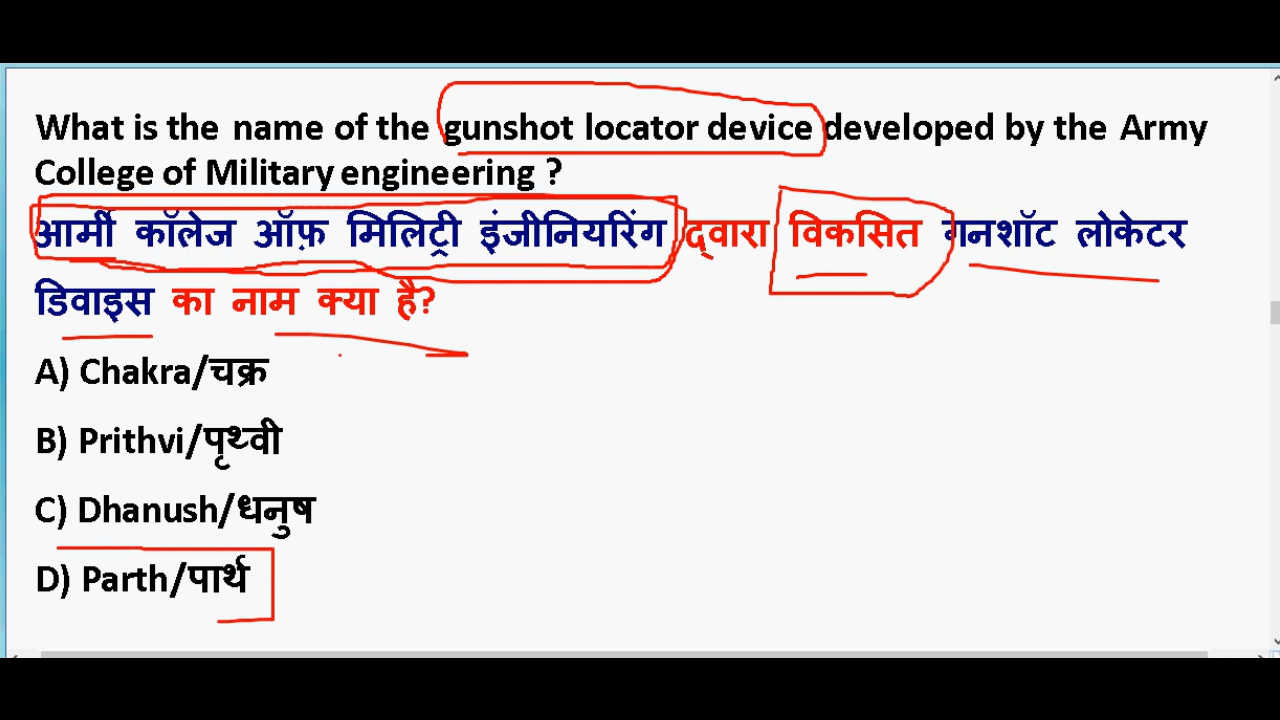 What is the name of the gunshot locator device developed by the Army
College of Military engineering ?
आर्मी कॉलेज ऑफ़ मिलिट्री इंजीनियरिंग द्वारा विकसित गनशॉट लोकेटर
डिवाइस का नाम क्या है?
A) Chakra/चक्र
B) Prithvi/पृथ्वी
C) Dhanush/धनुष
D) Parth/पार्थ